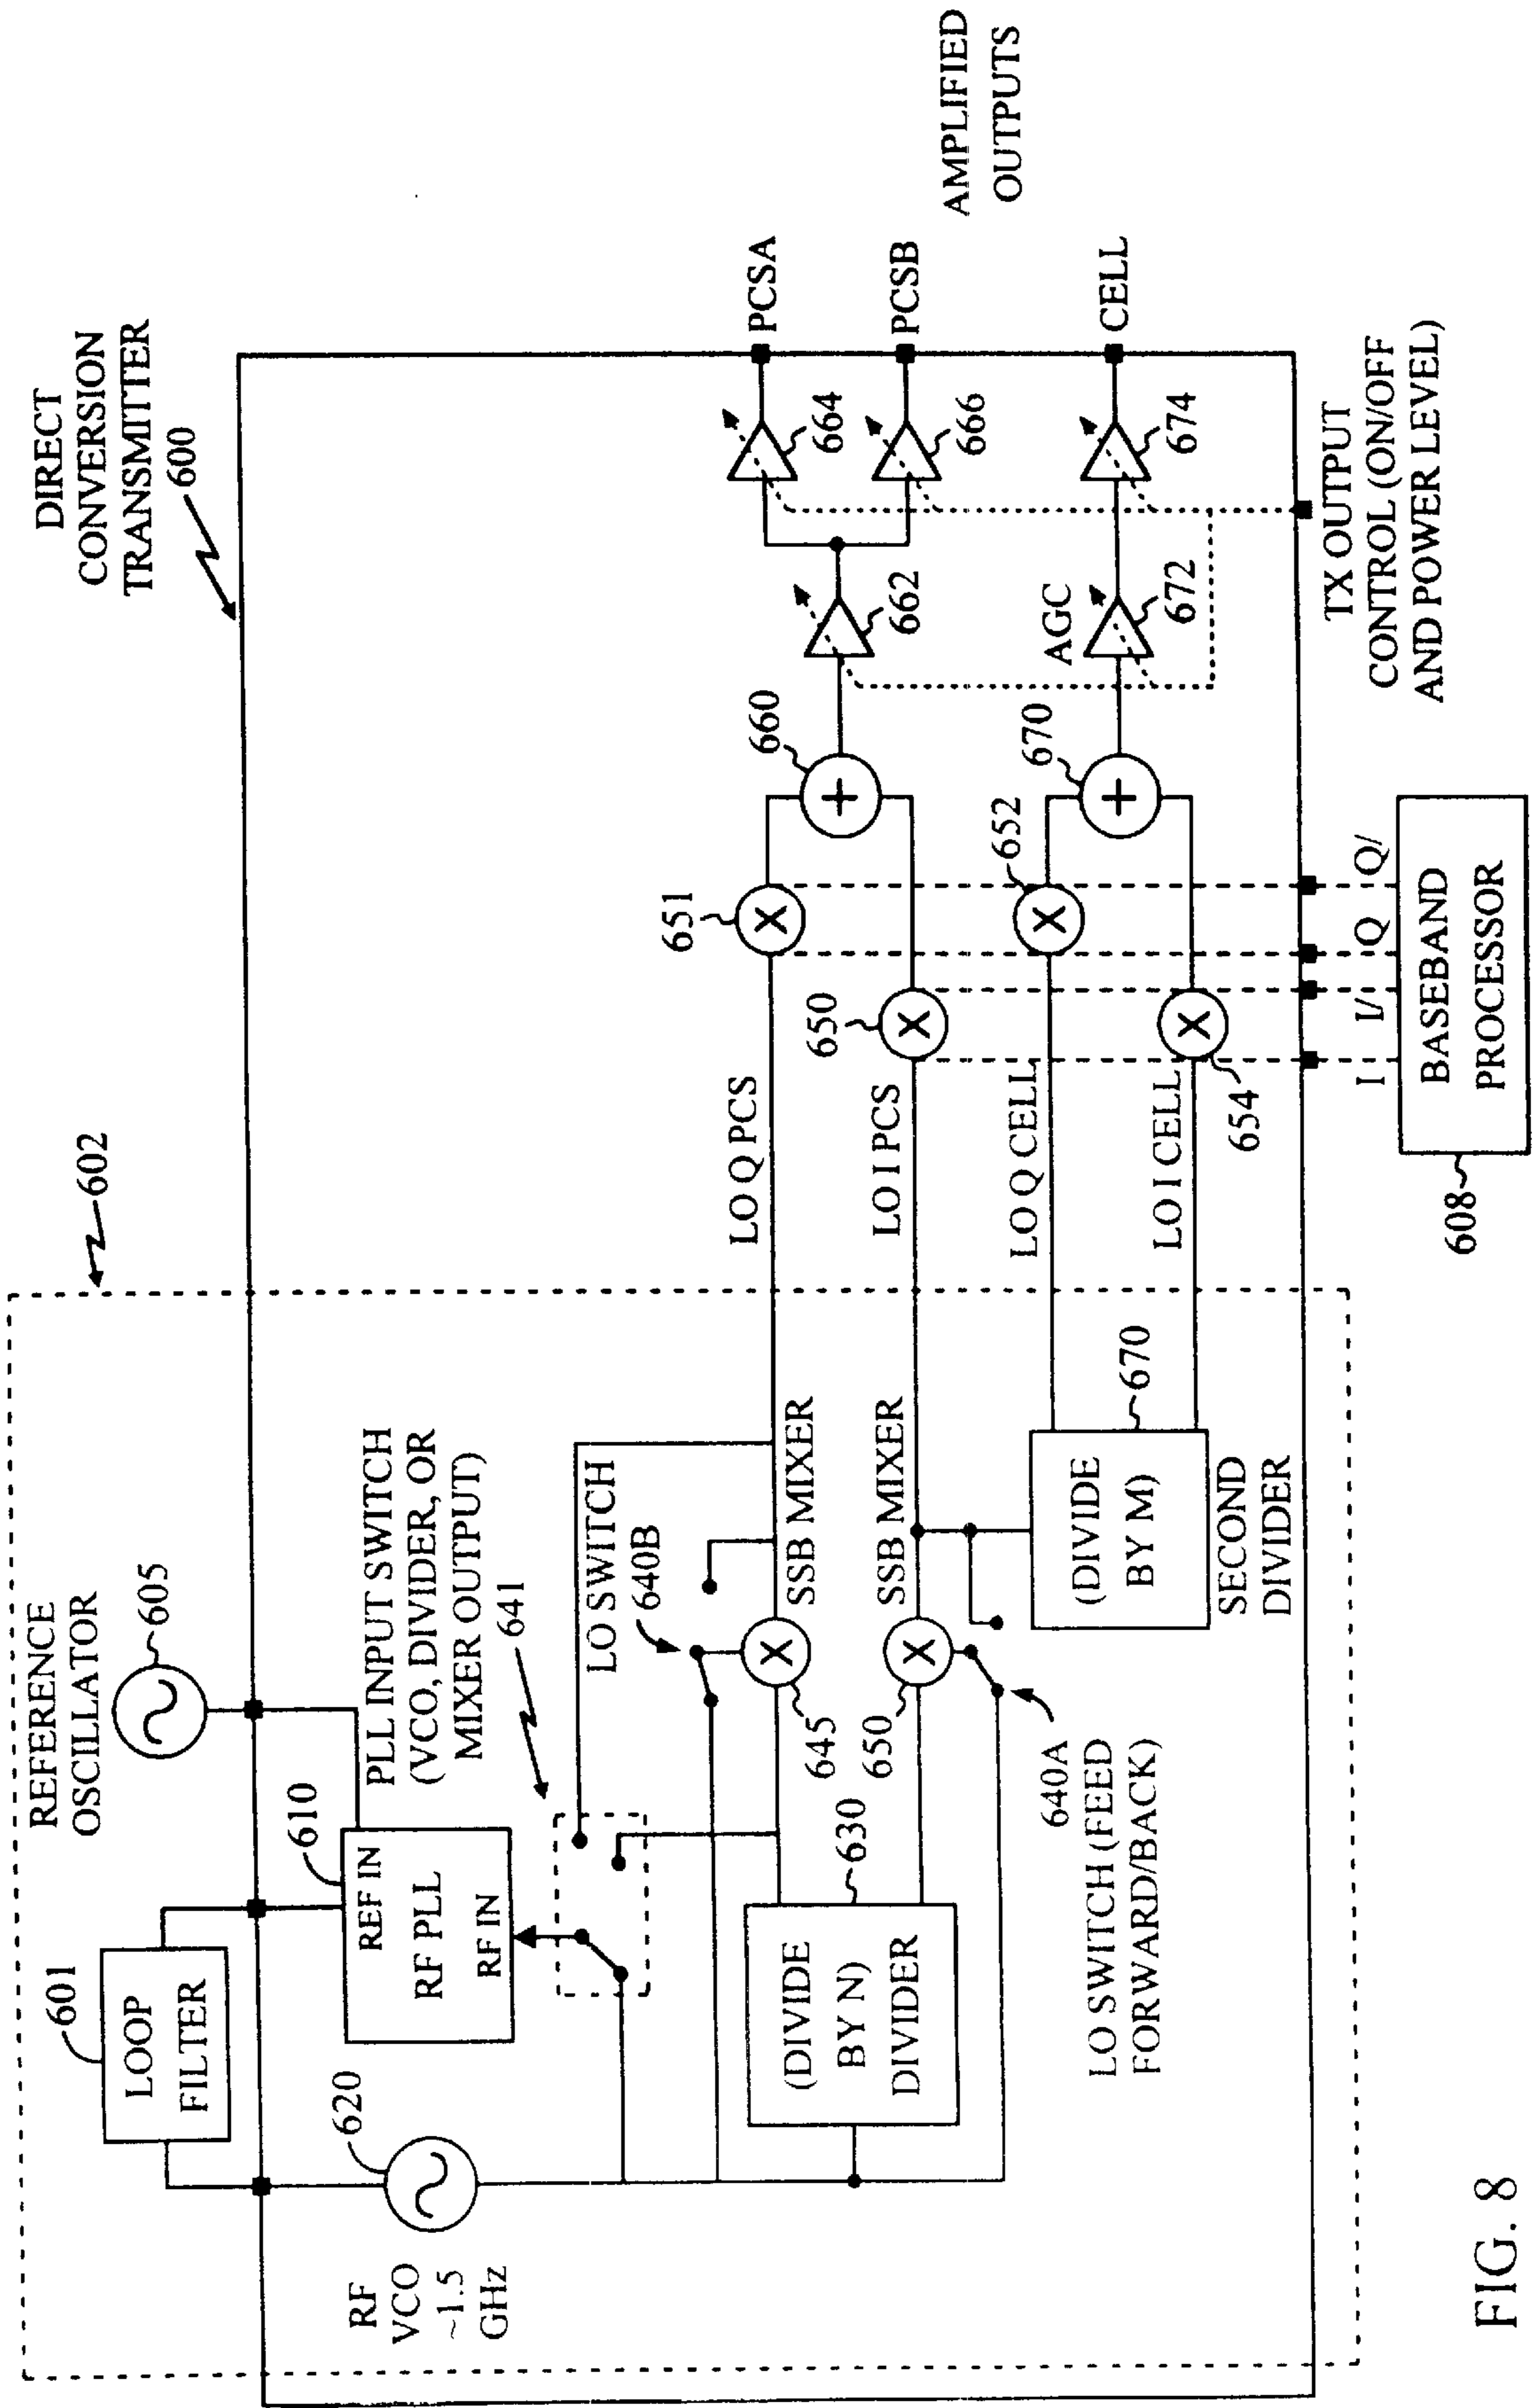 DIRECT
CONVERSION
TRANSMITTER
600
602
REFERENCE
OSCILLATOR
605
601
LOOP
FILTER
610
REF IN
RF PLL
RF IN
PLL INPUT SWITCH
(VCO, DIVIDER, OR
MIXER OUTPUT)
641
620
RF
VCO
~1.5
GHz
LO SWITCH
640B
SSB MIXER
645
SSB MIXER
650
(DIVIDE
BY N)
DIVIDER
630
640A
LO SWITCH (FEED
FORWARD/BACK)
(DIVIDE
BY M)
670
SECOND
DIVIDER
LO Q PCS
LO I PCS
LO Q CELL
LO I CELL
X
X
651
X
650
X
652
X
654
X
+
660
+
670
662
AGC
672
664
666
674
PCSA
PCSB
CELL
AMPLIFIED
OUTPUTS
TX OUTPUT
CONTROL (ON/OFF
AND POWER LEVEL)
I
I/
Q
Q/
BASEBAND
PROCESSOR
608
FIG. 8